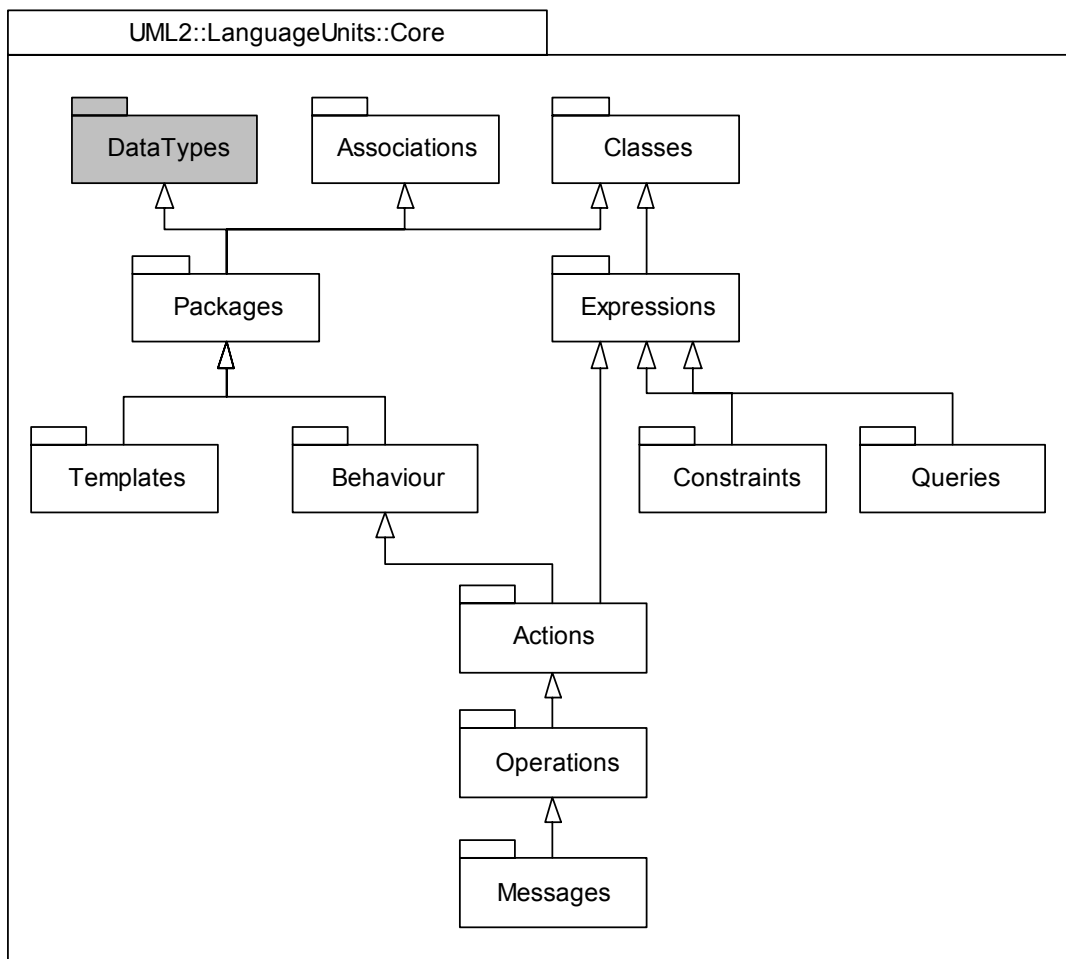 UML2::LanguageUnits::Core
DataTypes
Associations
Classes
Packages
Expressions
Templates
Behaviour
Constraints
Queries
Actions
Operations
Messages